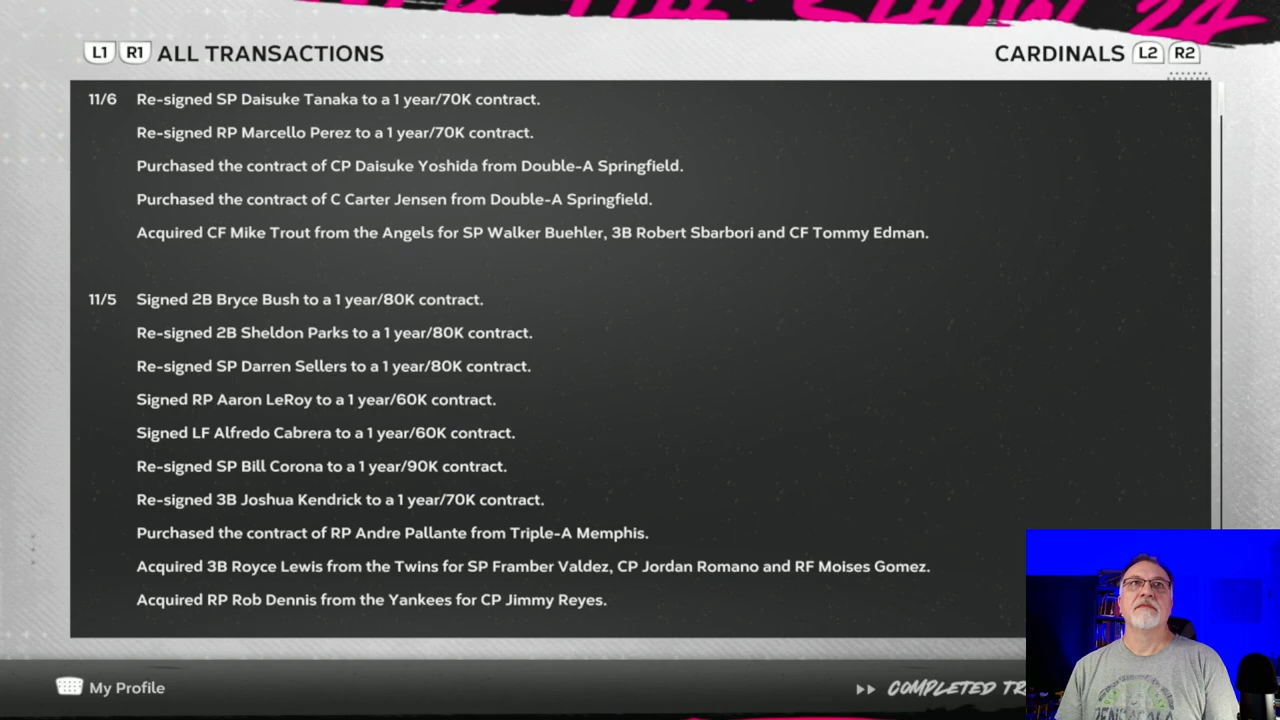 THE SHOW 24
L1 R1 ALL TRANSACTIONS
CARDINALS L2 R2
11/6 Re-signed SP Daisuke Tanaka to a 1 year/70K contract.
Re-signed RP Marcello Perez to a 1 year/70K contract.
Purchased the contract of CP Daisuke Yoshida from Double-A Springfield.
Purchased the contract of C Carter Jensen from Double-A Springfield.
Acquired CF Mike Trout from the Angels for SP Walker Buehler, 3B Robert Sbarbori and CF Tommy Edman.
11/5 Signed 2B Bryce Bush to a 1 year/80K contract.
Re-signed 2B Sheldon Parks to a 1 year/80K contract.
Re-signed SP Darren Sellers to a 1 year/80K contract.
Signed RP Aaron LeRoy to a 1 year/60K contract.
Signed LF Alfredo Cabrera to a 1 year/60K contract.
Re-signed SP Bill Corona to a 1 year/90K contract.
Re-signed 3B Joshua Kendrick to a 1 year/70K contract.
Purchased the contract of RP Andre Pallante from Triple-A Memphis.
Acquired 3B Royce Lewis from the Twins for SP Framber Valdez, CP Jordan Romano and RF Moises Gomez.
Acquired RP Rob Dennis from the Yankees for CP Jimmy Reyes.
My Profile
COMPLETED TR